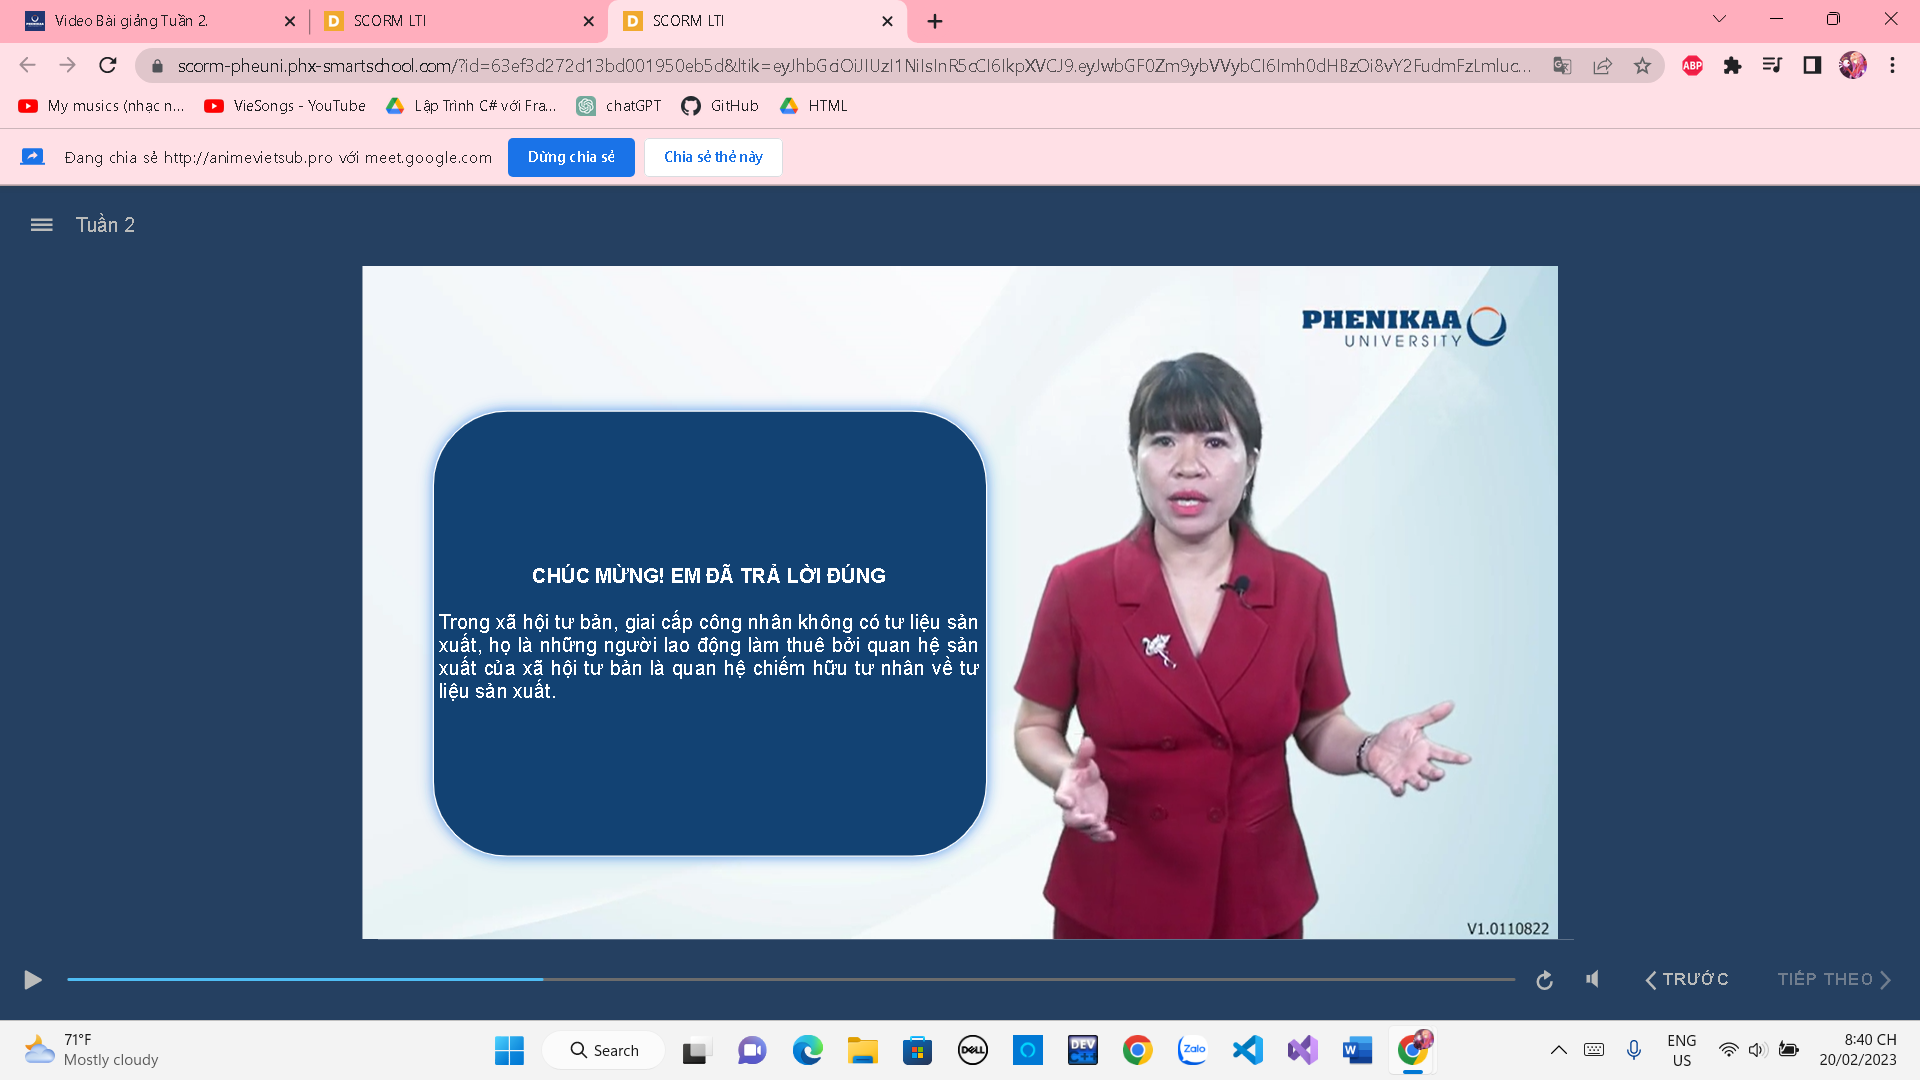 Video Bài giảng Tuần 2.
SCORM LTI
SCORM LTI
scorm-pheuni.phx-smartschool.com/?id=63ef3d272d13bd001950eb5d&ltik=eyJhbGciOiJIUzI1NiIsInR5cCI6IkpXVCJ9.eyJwbGF0Zm9ybVVybCI6Imh0dHBzOi8vY2FudmFzLmluc...
ABP
My musics (nhạc n...
VieSongs - YouTube
Lập Trình C# với Fra...
chatGPT
GitHub
HTML
Đang chia sẻ http://animevietsub.pro với meet.google.com
Dừng chia sẻ
Chia sẻ thẻ này
Tuần 2
PHENIKAA
UNIVERSITY
CHÚC MỪNG! EM ĐÃ TRẢ LỜI ĐÚNG
Trong xã hội tư bản, giai cấp công nhân không có tư liệu sản
xuất, họ là những người lao động làm thuê bởi quan hệ sản
xuất của xã hội tư bản là quan hệ chiếm hữu tư nhân về tư
liệu sản xuất.
V1.0110822
TRƯỚC
TIẾP THEO
71°F
Mostly cloudy
Search
DELL
DEV
C++
Zalo
W
ENG
US
8:40 CH
20/02/2023